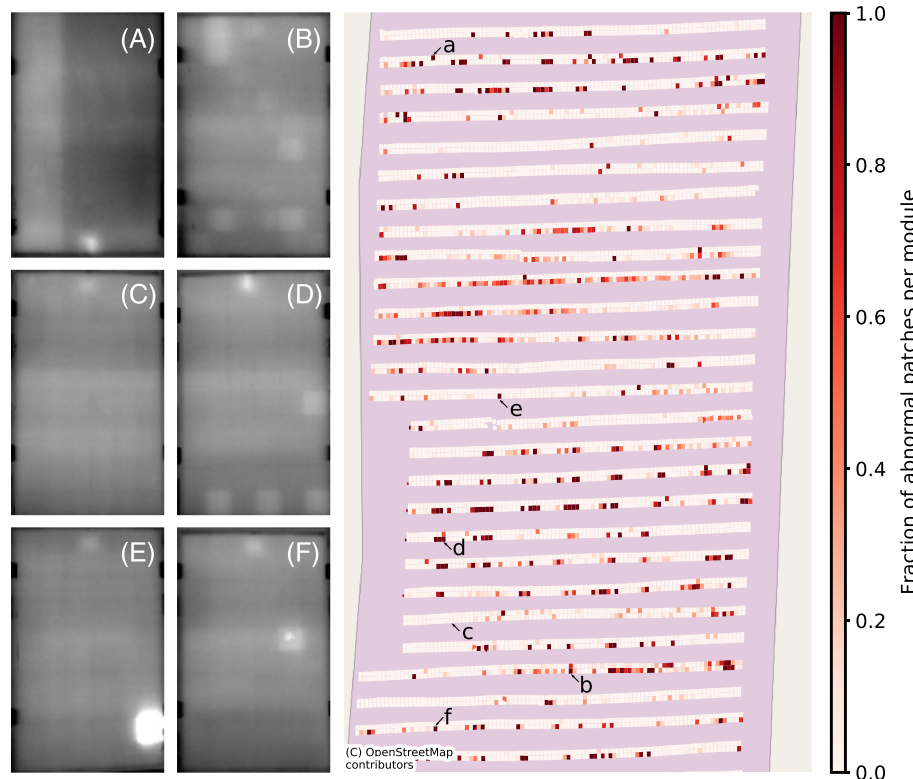 (A)
(B)
(C)
(D)
(E)
(F)
a
e
d
c
b
f
(C) OpenStreetMap
contributors
1.0
0.8
0.6
0.4
0.2
0.0
Fraction of abnormal patches per module